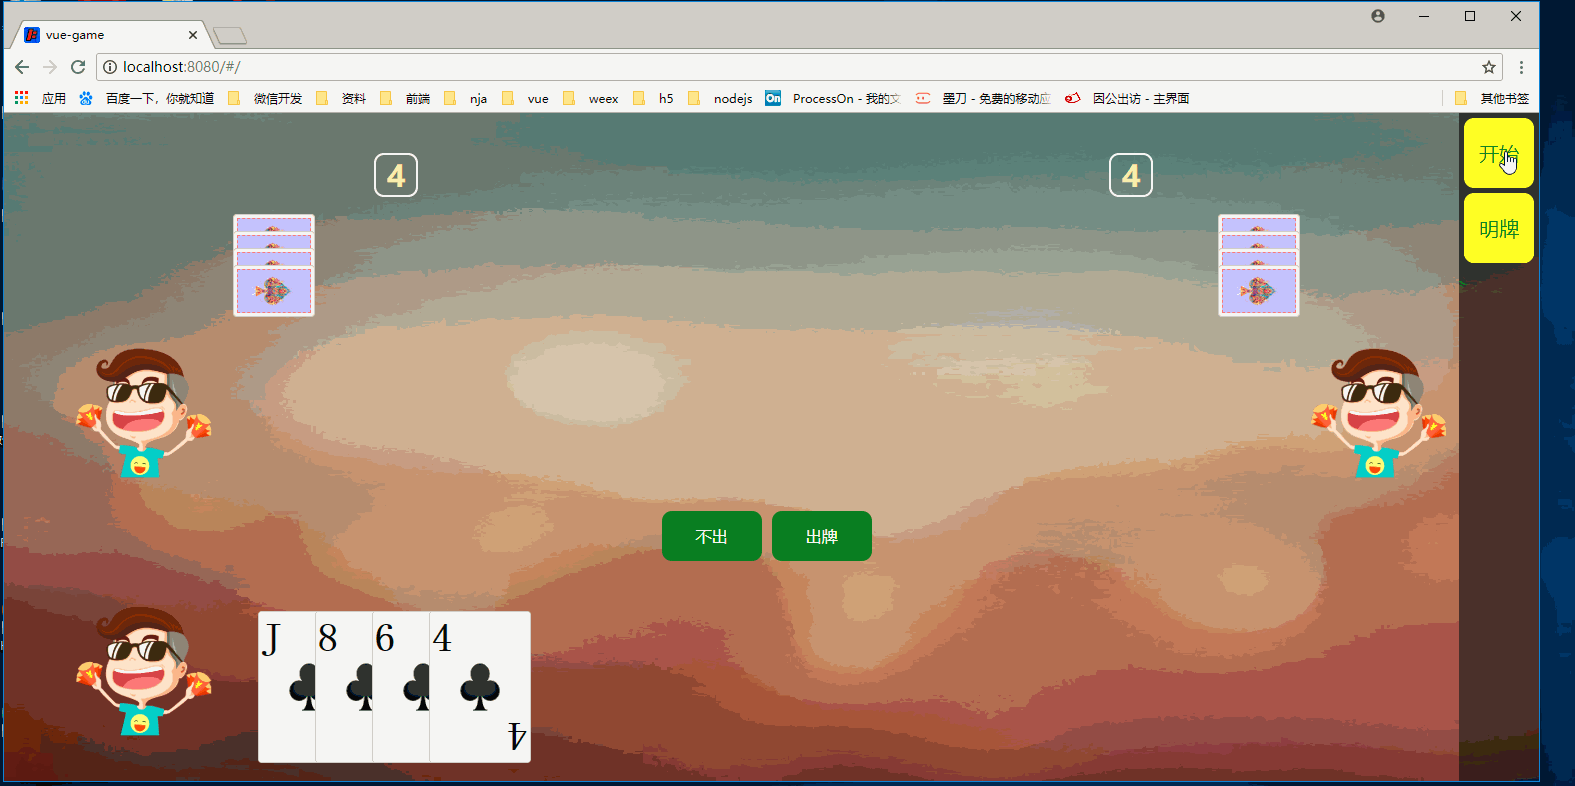 vue-game
localhost:8080/#/
应用 百度一下，你就知道 微信开发 资料 前端 nja vue weex h5 nodejs On ProcessOn - 我的文 墨刀 - 免费的移动应 因公出访 - 主界面 其他书签
4 4
开始
明牌
不出 出牌
J 8 6 4
4